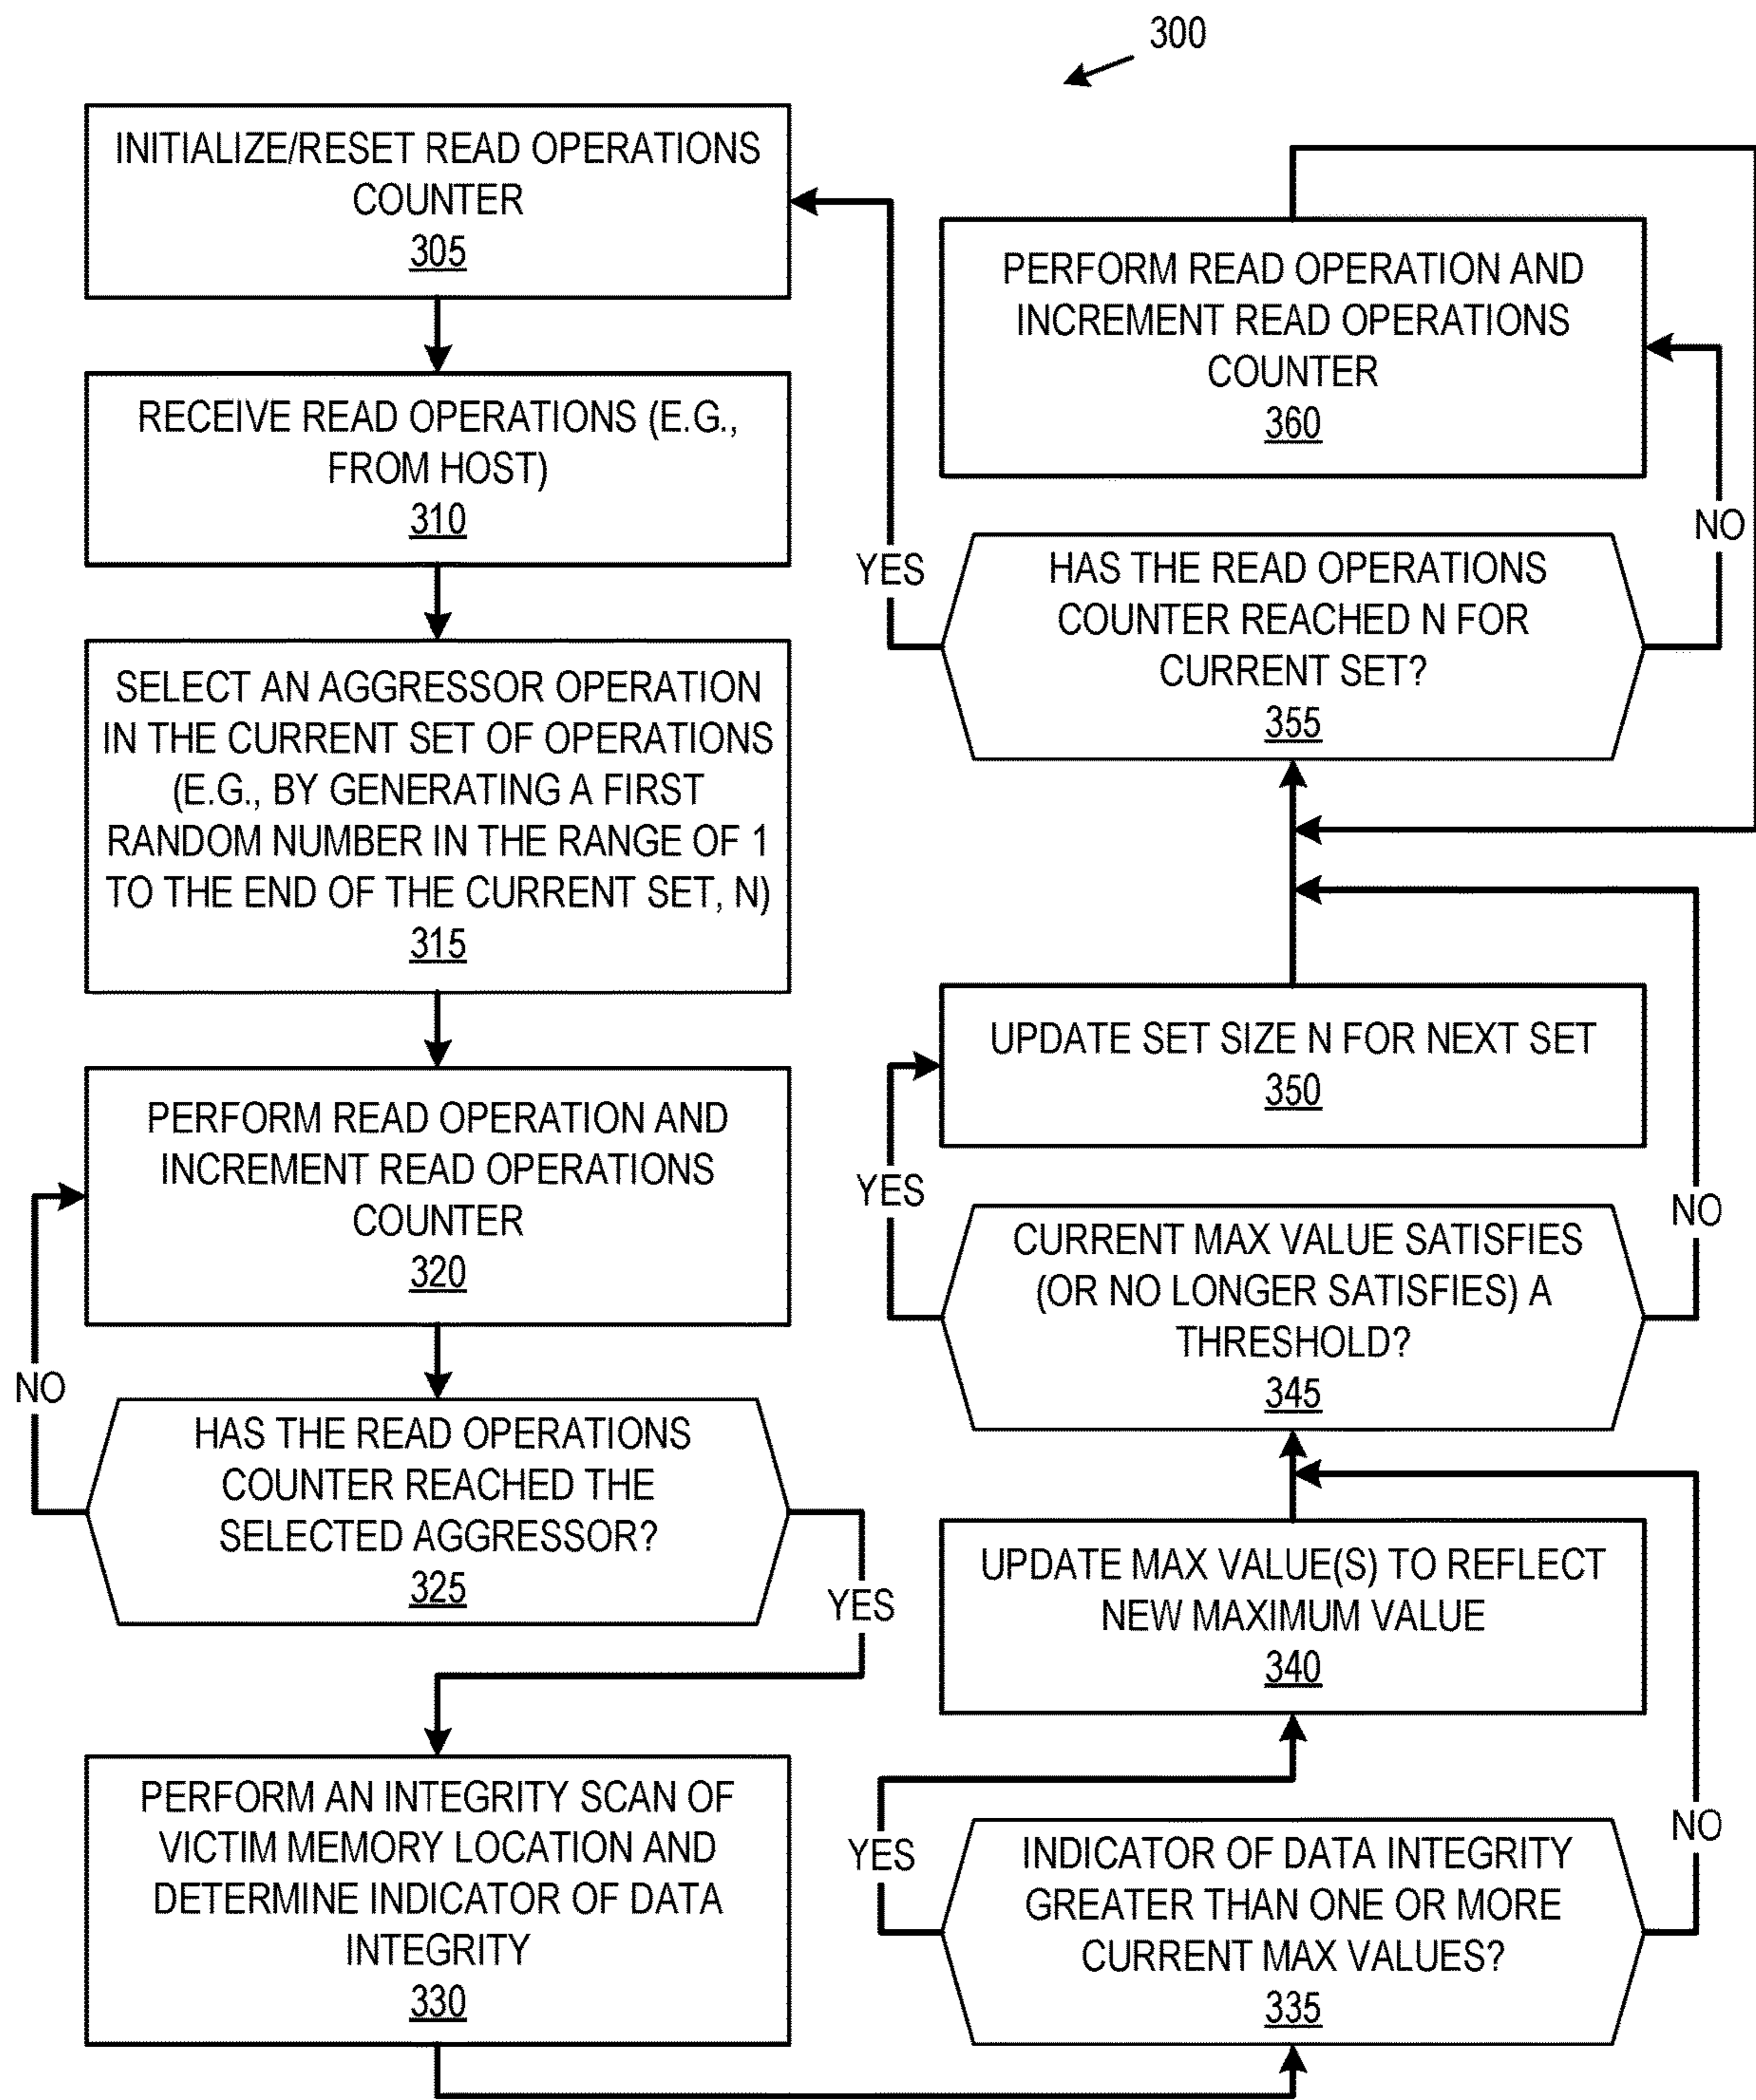 300
INITIALIZE/RESET READ OPERATIONS
COUNTER
305
RECEIVE READ OPERATIONS (E.G.,
FROM HOST)
310
SELECT AN AGGRESSOR OPERATION
IN THE CURRENT SET OF OPERATIONS
(E.G., BY GENERATING A FIRST
RANDOM NUMBER IN THE RANGE OF 1
TO THE END OF THE CURRENT SET, N)
315
PERFORM READ OPERATION AND
INCREMENT READ OPERATIONS
COUNTER
320
NO
HAS THE READ OPERATIONS
COUNTER REACHED THE
SELECTED AGGRESSOR?
325
YES
PERFORM AN INTEGRITY SCAN OF
VICTIM MEMORY LOCATION AND
DETERMINE INDICATOR OF DATA
INTEGRITY
330
INDICATOR OF DATA INTEGRITY
GREATER THAN ONE OR MORE
CURRENT MAX VALUES?
335
YES
NO
UPDATE MAX VALUE(S) TO REFLECT
NEW MAXIMUM VALUE
340
CURRENT MAX VALUE SATISFIES
(OR NO LONGER SATISFIES) A
THRESHOLD?
345
YES
NO
UPDATE SET SIZE N FOR NEXT SET
350
HAS THE READ OPERATIONS
COUNTER REACHED N FOR
CURRENT SET?
355
YES
NO
PERFORM READ OPERATION AND
INCREMENT READ OPERATIONS
COUNTER
360